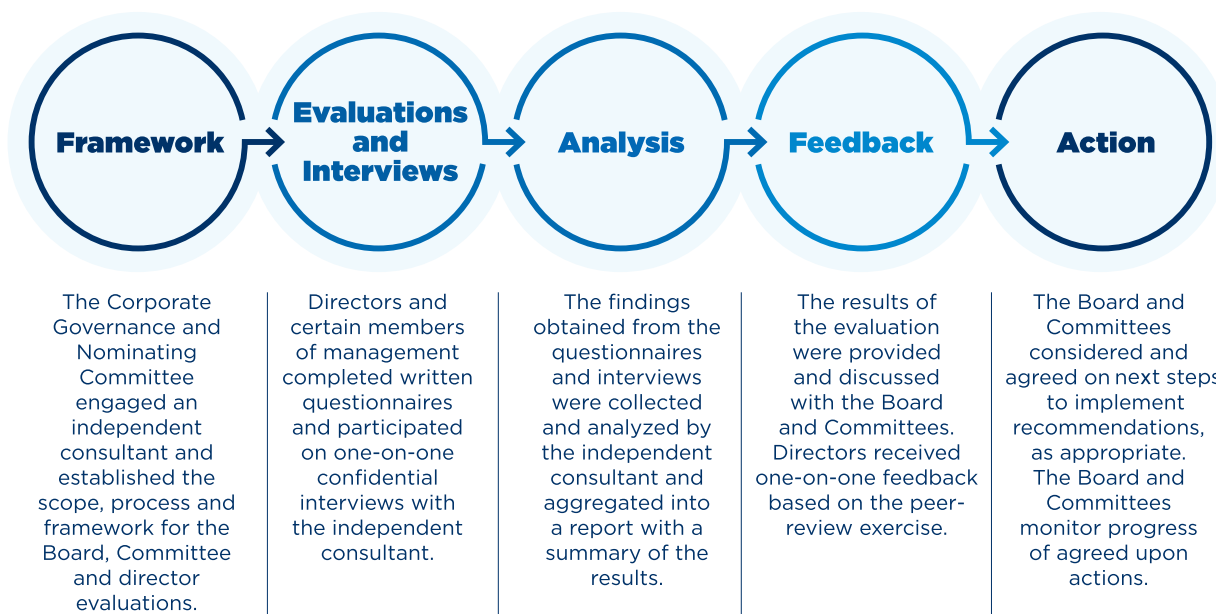 Framework
Evaluations
and
Interviews
Analysis
Feedback
Action
The Corporate
Governance and
Nominating
Committee
engaged an
independent
consultant and
established the
scope, process and
framework for the
Board, Committee
and director
evaluations.
Directors and
certain members
of management
completed written
questionnaires
and participated
on one-on-one
confidential
interviews with
the independent
consultant.
The findings
obtained from the
questionnaires
and interviews
were collected
and analyzed by
the independent
consultant and
aggregated into
a report with a
summary of the
results.
The results of
the evaluation
were provided
and discussed
with the Board
and Committees.
Directors received
one-on-one feedback
based on the peer-
review exercise.
The Board and
Committees
considered and
agreed on next steps
to implement
recommendations,
as appropriate.
The Board and
Committees
monitor progress
of agreed upon
actions.